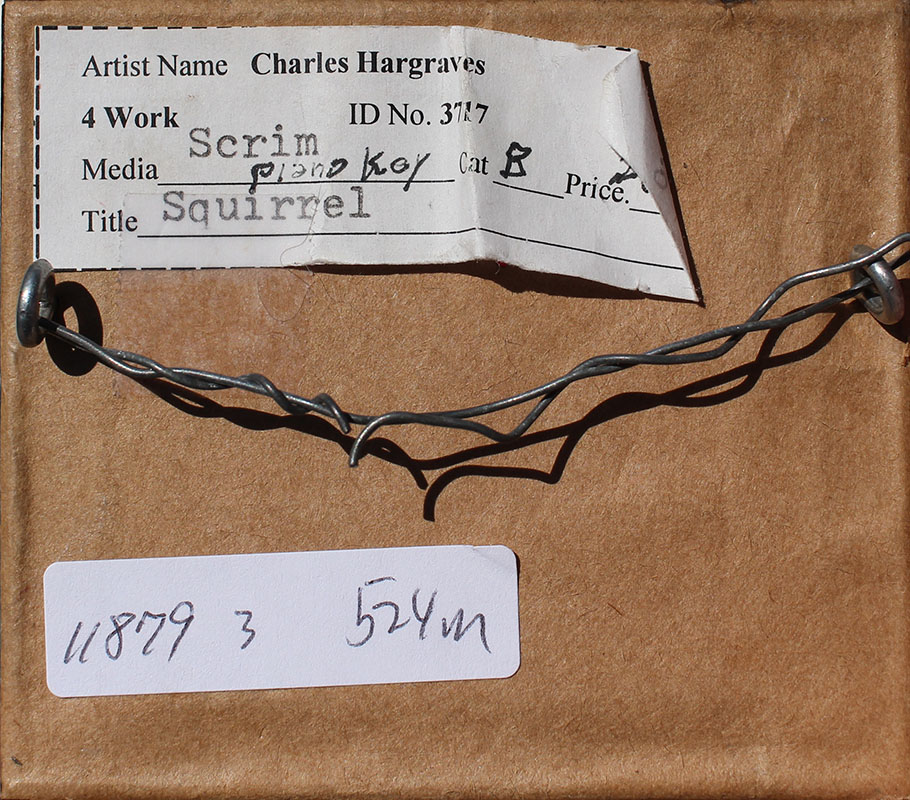 Artist Name Charles Hargraves
4 Work ID No. 3717
Scrim
Media piano Key Cat B Price.
Title Squirrel
11879 3 524m